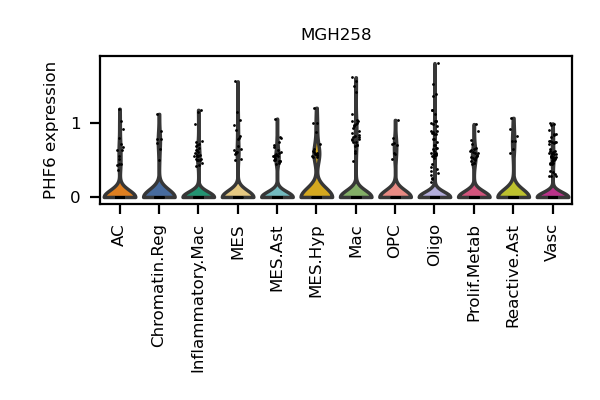 MGH258
PHF6 expression
1
0
AC
Chromatin.Reg
Inflammatory.Mac
MES
MES.Ast
MES.Hyp
Mac
OPC
Oligo
Prolif.Metab
Reactive.Ast
Vasc